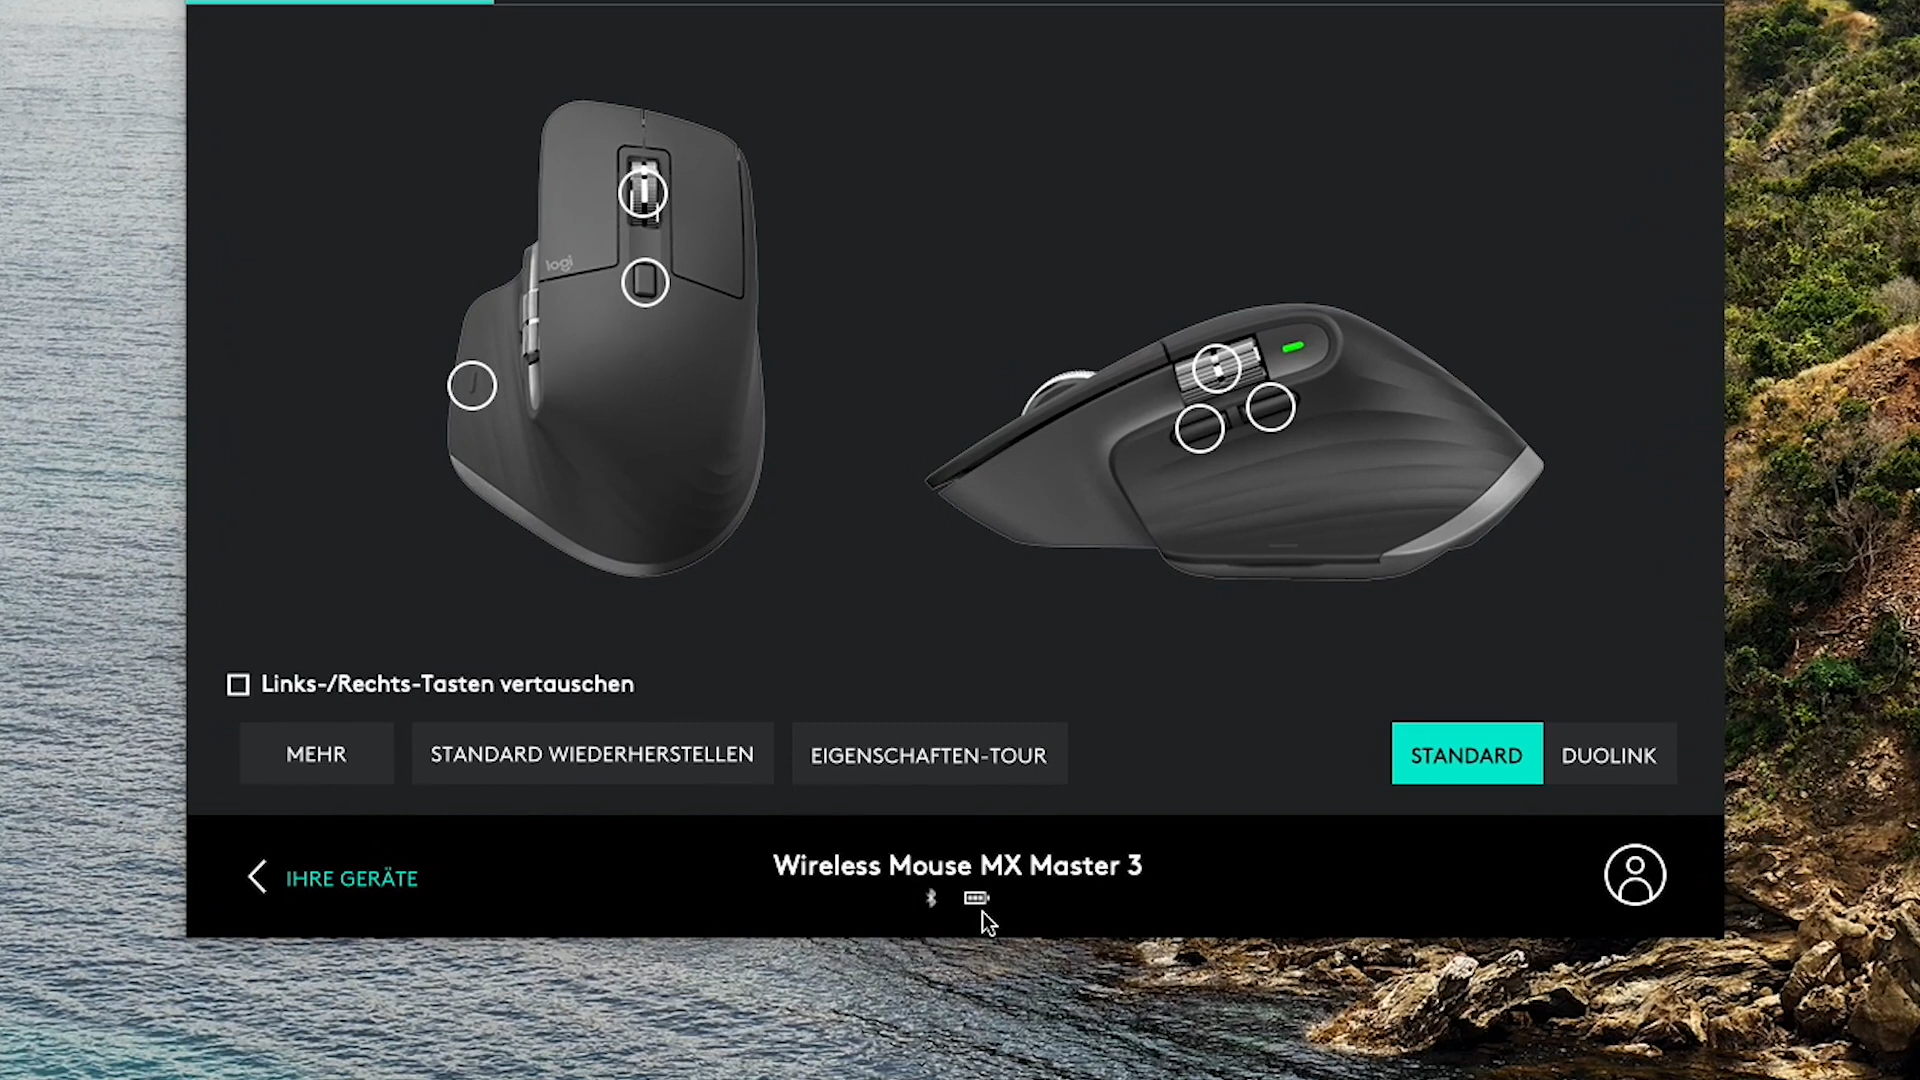 logi
Links-/Rechts-Tasten vertauschen
MEHR
STANDARD WIEDERHERSTELLEN
EIGENSCHAFTEN-TOUR
STANDARD
DUOLINK
IHRE GERÄTE
Wireless Mouse MX Master 3